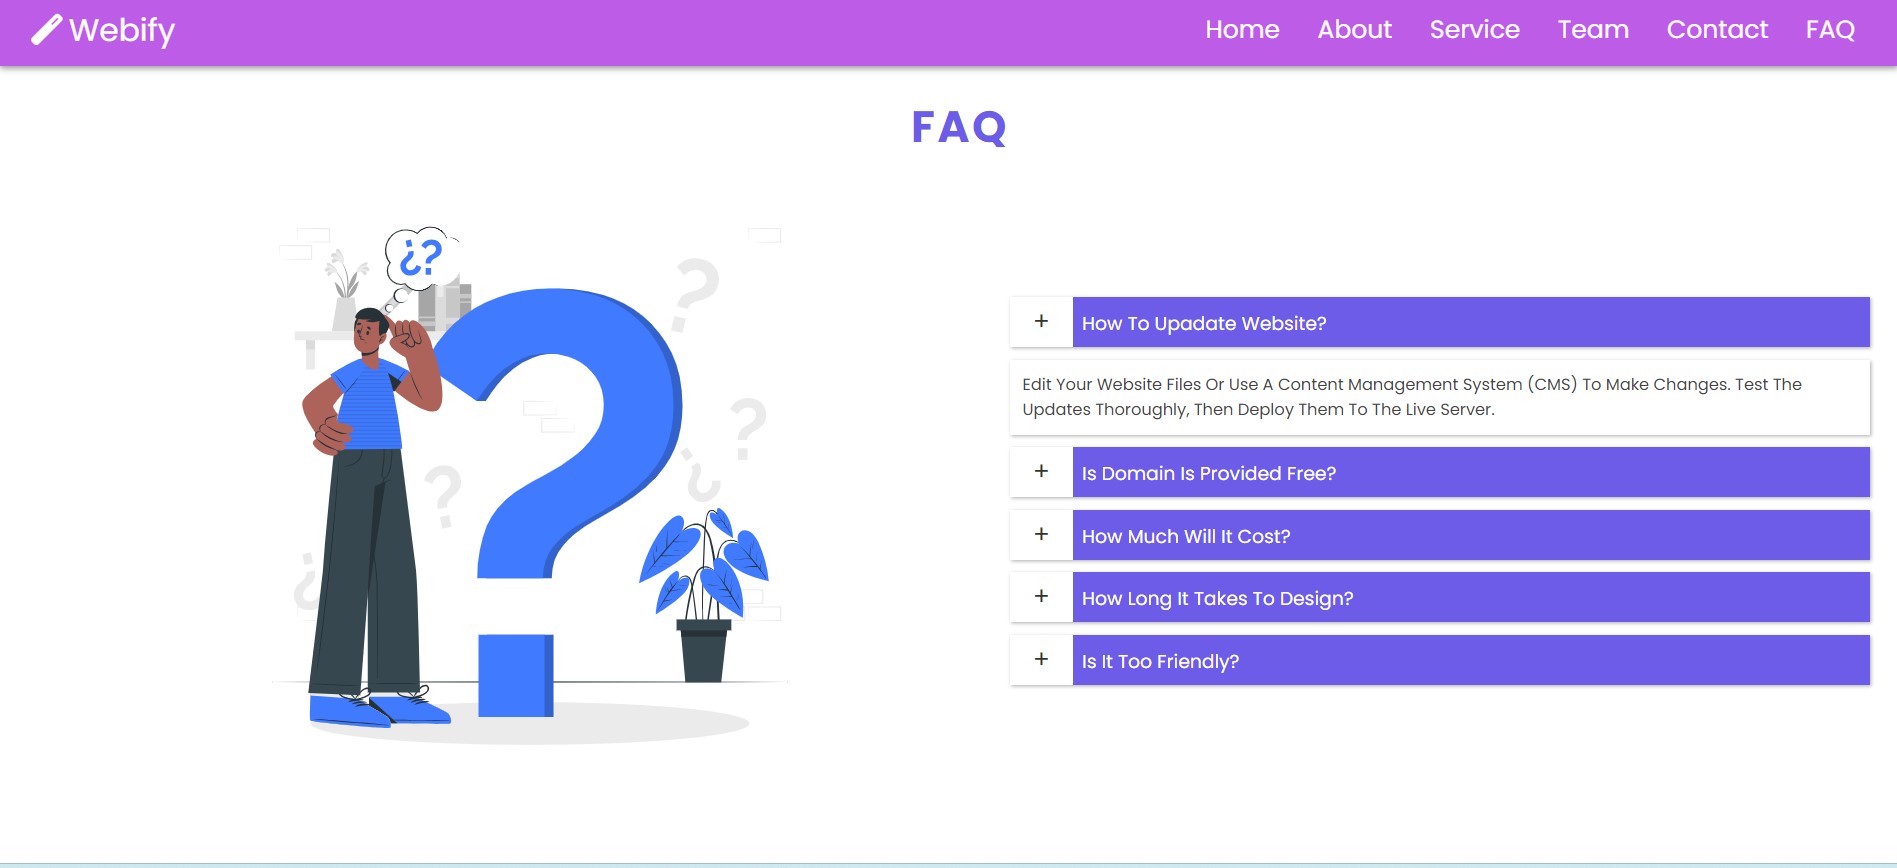 Webify
Home About Service Team Contact FAQ
FAQ
¿?
+ How To Upadate Website?
Edit Your Website Files Or Use A Content Management System (CMS) To Make Changes. Test The
Updates Thoroughly, Then Deploy Them To The Live Server.
+ Is Domain Is Provided Free?
+ How Much Will It Cost?
+ How Long It Takes To Design?
+ Is It Too Friendly?